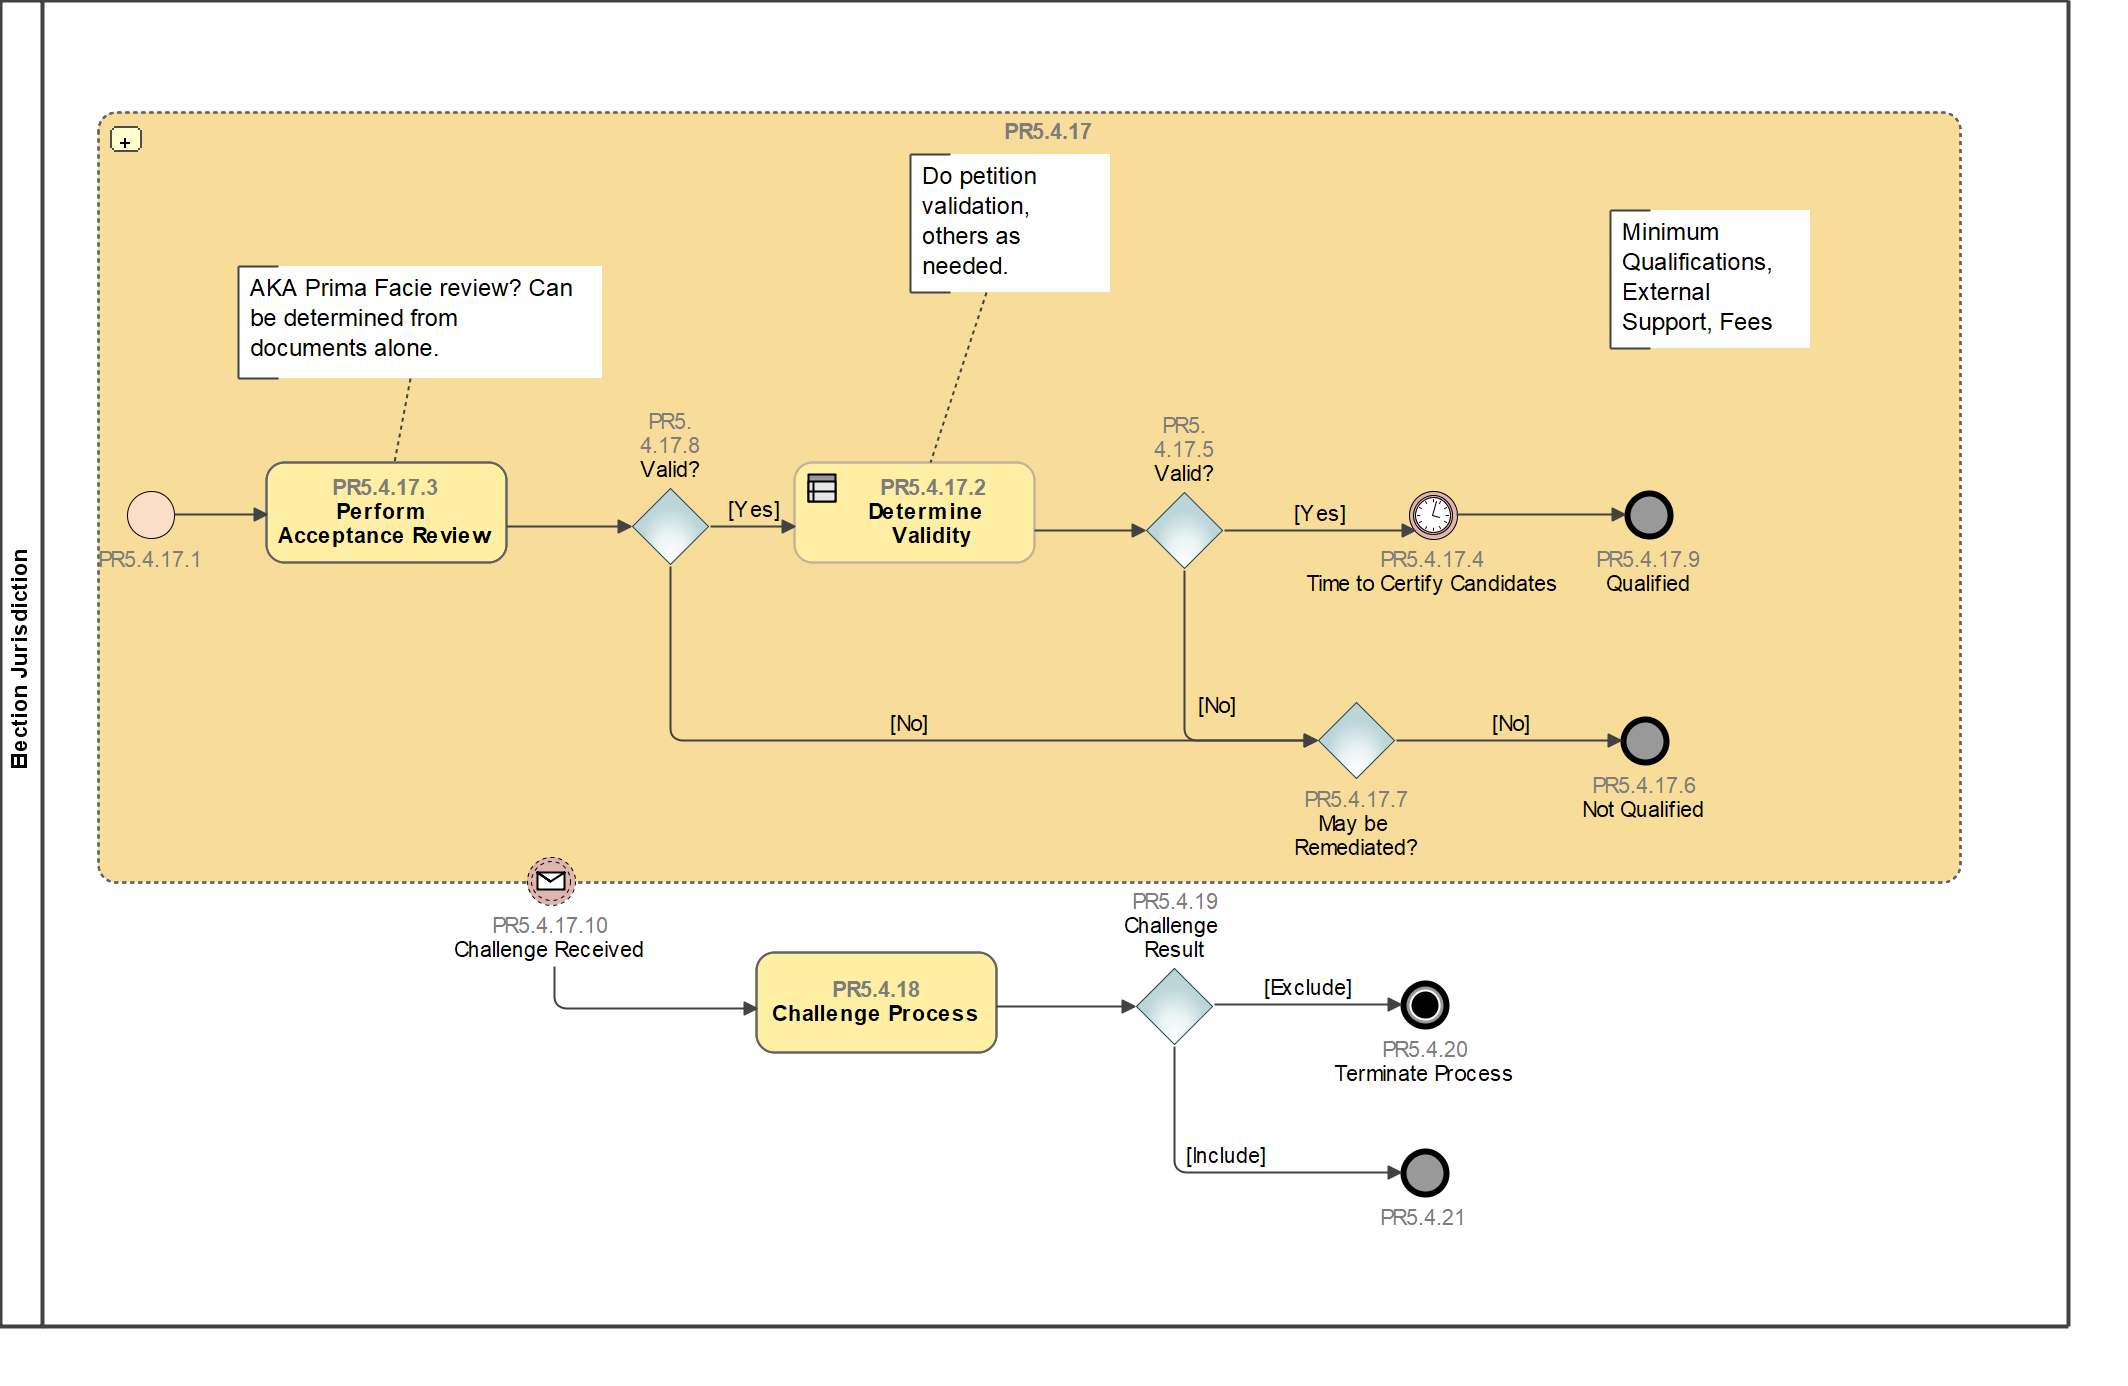 PR5.4.17
Do petition
validation,
others as
needed.
Minimum
Qualifications,
External
Support, Fees
AKA Prima Facie review? Can
be determined from
documents alone.
PR5.
4.17.8
Valid?
PR5.
4.17.5
Valid?
PR5.4.17.1
PR5.4.17.3
Perform
Acceptance Review
[Yes]
PR5.4.17.2
Determine
Validity
[Yes]
PR5.4.17.4
Time to Certify Candidates
PR5.4.17.9
Qualified
Election Jurisdiction
[No]
[No]
[No]
PR5.4.17.7
May be
Remediated?
PR5.4.17.6
Not Qualified
PR5.4.17.10
Challenge Received
PR5.4.18
Challenge Process
PR5.4.19
Challenge
Result
[Exclude]
PR5.4.20
Terminate Process
[Include]
PR5.4.21